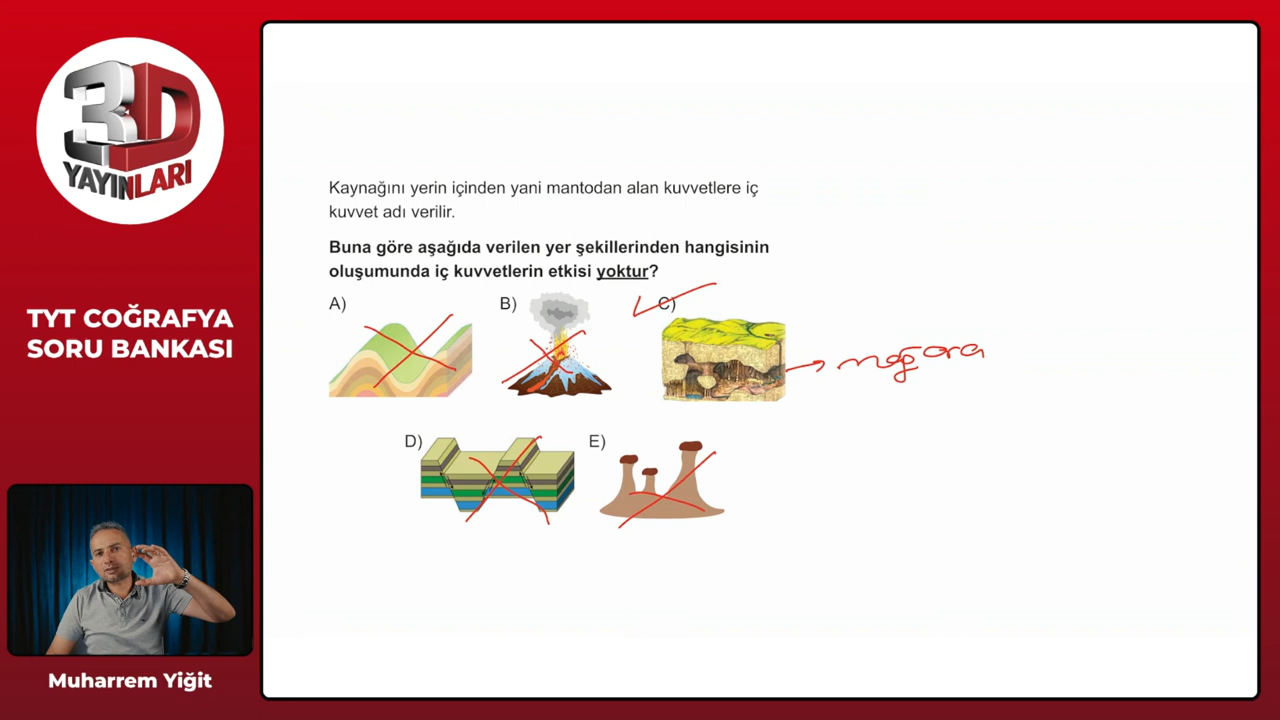 3D
YAYINLARI
TYT COĞRAFYA
SORU BANKASI
Muharrem Yiğit
Kaynağını yerin içinden yani mantodan alan kuvvetlere iç
kuvvet adı verilir.
Buna göre aşağıda verilen yer şekillerinden hangisinin
oluşumunda iç kuvvetlerin etkisi yoktur?
A)
B)
C)
mağara
D)
E)